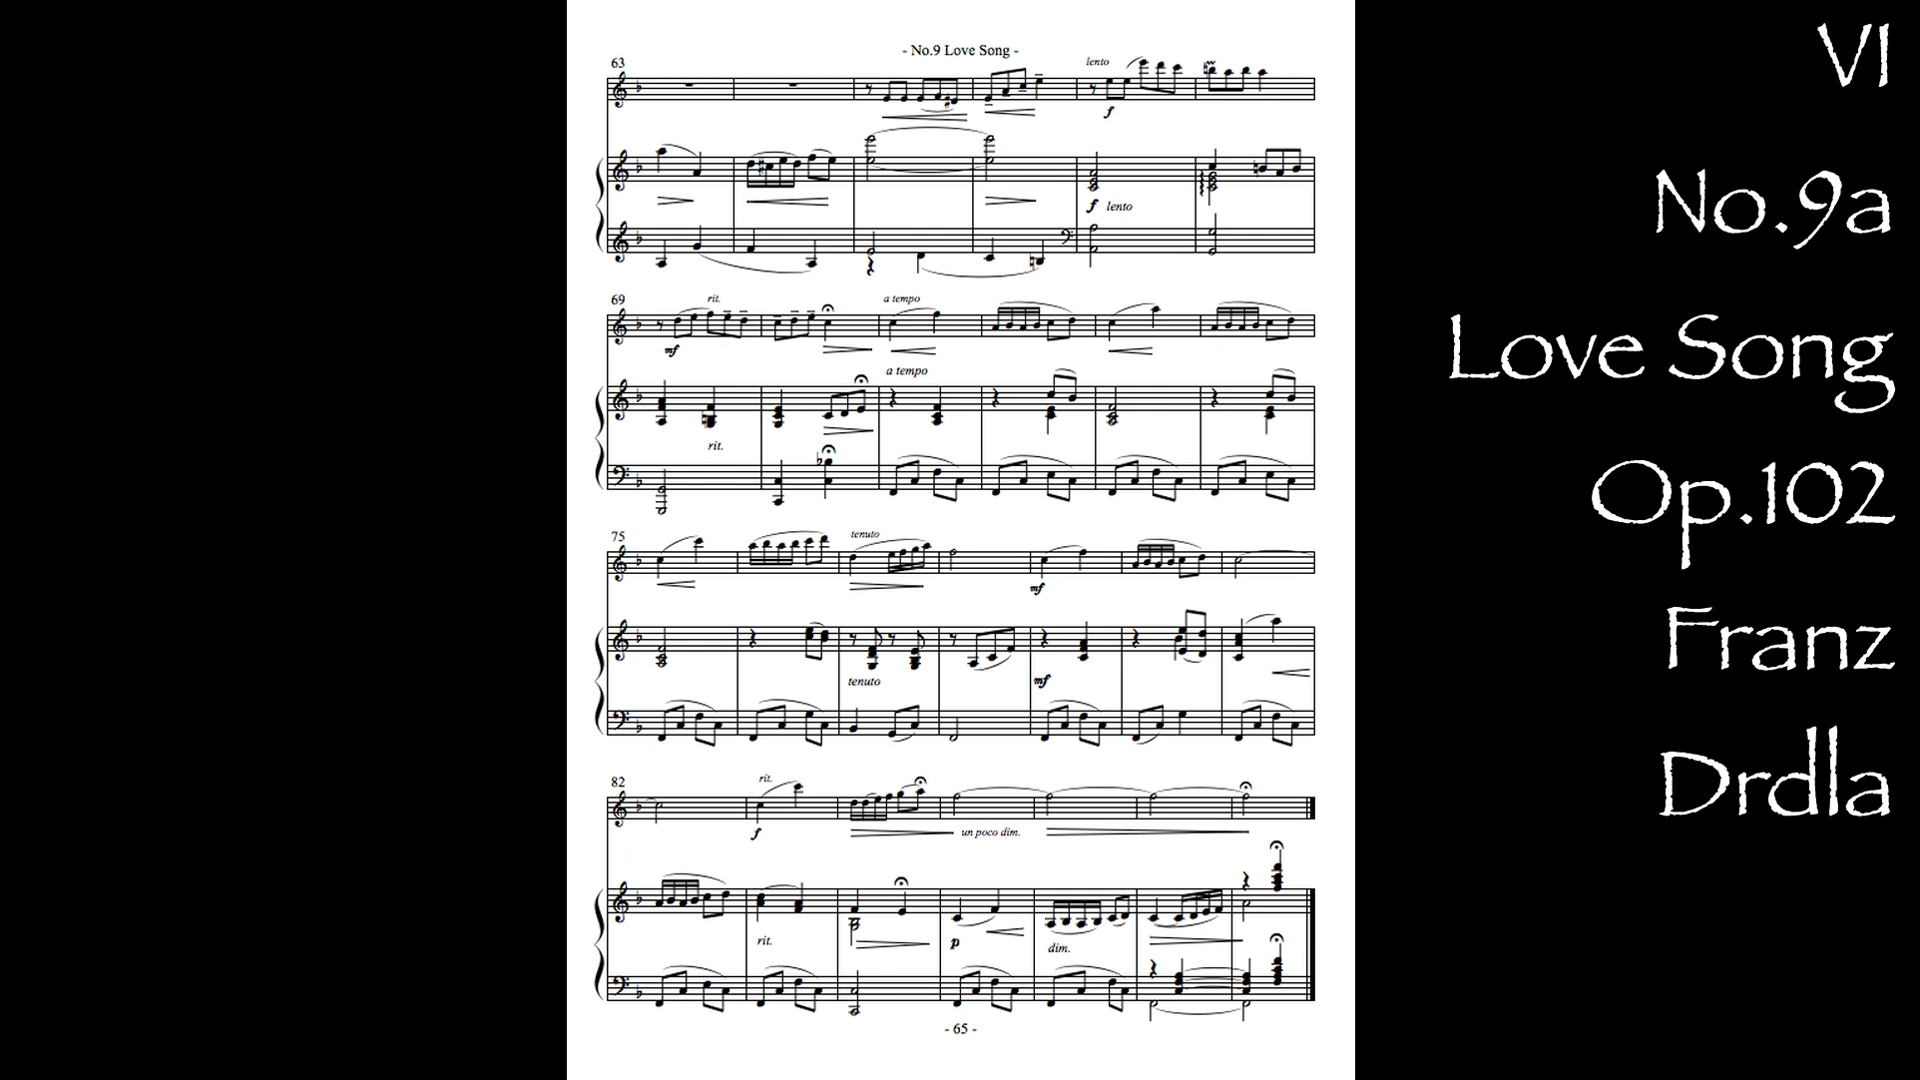 - No.9 Love Song -
63
lento
f
f lento
69
rit.
a tempo
mf
a tempo
rit.
75
tenuto
mf
tenuto
mf
82
rit.
f
un poco dim.
rit.
p
dim.
- 65 -
VI
No.9a
Love Song
Op.102
Franz
Drdla